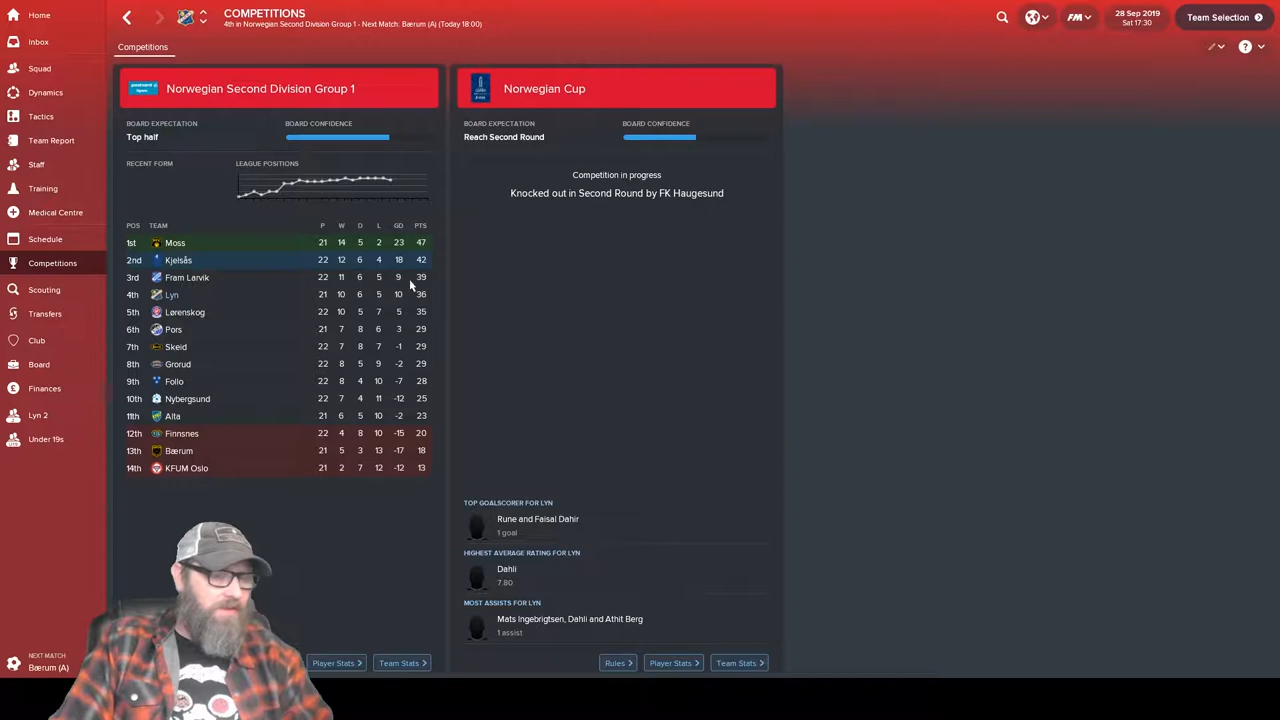 Home
Inbox
Squad
Dynamics
Tactics
Team Report
Staff
Training
Medical Centre
Schedule
Competitions
Scouting
Transfers
Club
Board
Finances
Lyn 2
Under 19s
NEXT MATCH
Bærum (A)
COMPETITIONS
4th in Norwegian Second Division Group 1 - Next Match: Bærum (A) (Today 18:00)
FM
28 Sep 2019
Sat 17:30
Team Selection
Competitions
Norwegian Second Division Group 1
BOARD EXPECTATION BOARD CONFIDENCE
Top half
RECENT FORM LEAGUE POSITIONS
POS TEAM P W D L GD PTS
1st Moss 21 14 5 2 23 47
2nd Kjelsås 22 12 6 4 18 42
3rd Fram Larvik 22 11 6 5 9 39
4th Lyn 21 10 6 5 10 36
5th Lørenskog 22 10 5 7 5 35
6th Pors 21 7 8 6 3 29
7th Skeid 22 7 8 7 -1 29
8th Grorud 22 8 5 9 -2 29
9th Follo 22 8 4 10 -7 28
10th Nybergsund 22 7 4 11 -12 25
11th Alta 21 6 5 10 -2 23
12th Finnsnes 22 4 8 10 -15 20
13th Bærum 21 5 3 13 -17 18
14th KFUM Oslo 21 2 7 12 -12 13
Player Stats
Team Stats
Norwegian Cup
BOARD EXPECTATION BOARD CONFIDENCE
Reach Second Round
Competition in progress
Knocked out in Second Round by FK Haugesund
TOP GOALSCORER FOR LYN
Rune and Faisal Dahir
1 goal
HIGHEST AVERAGE RATING FOR LYN
Dahli
7.80
MOST ASSISTS FOR LYN
Mats Ingebrigtsen, Dahli and Athit Berg
1 assist
Rules
Player Stats
Team Stats